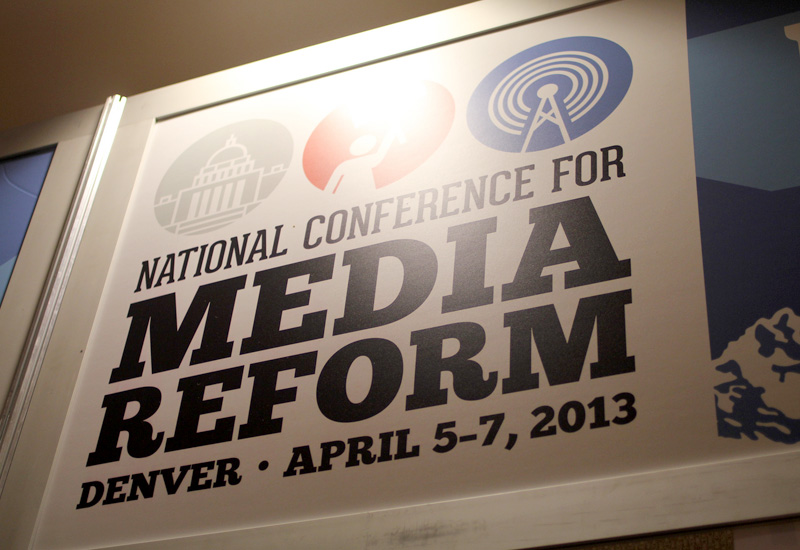 NATIONAL CONFERENCE FOR
MEDIA
REFORM
DENVER • APRIL 5-7, 2013